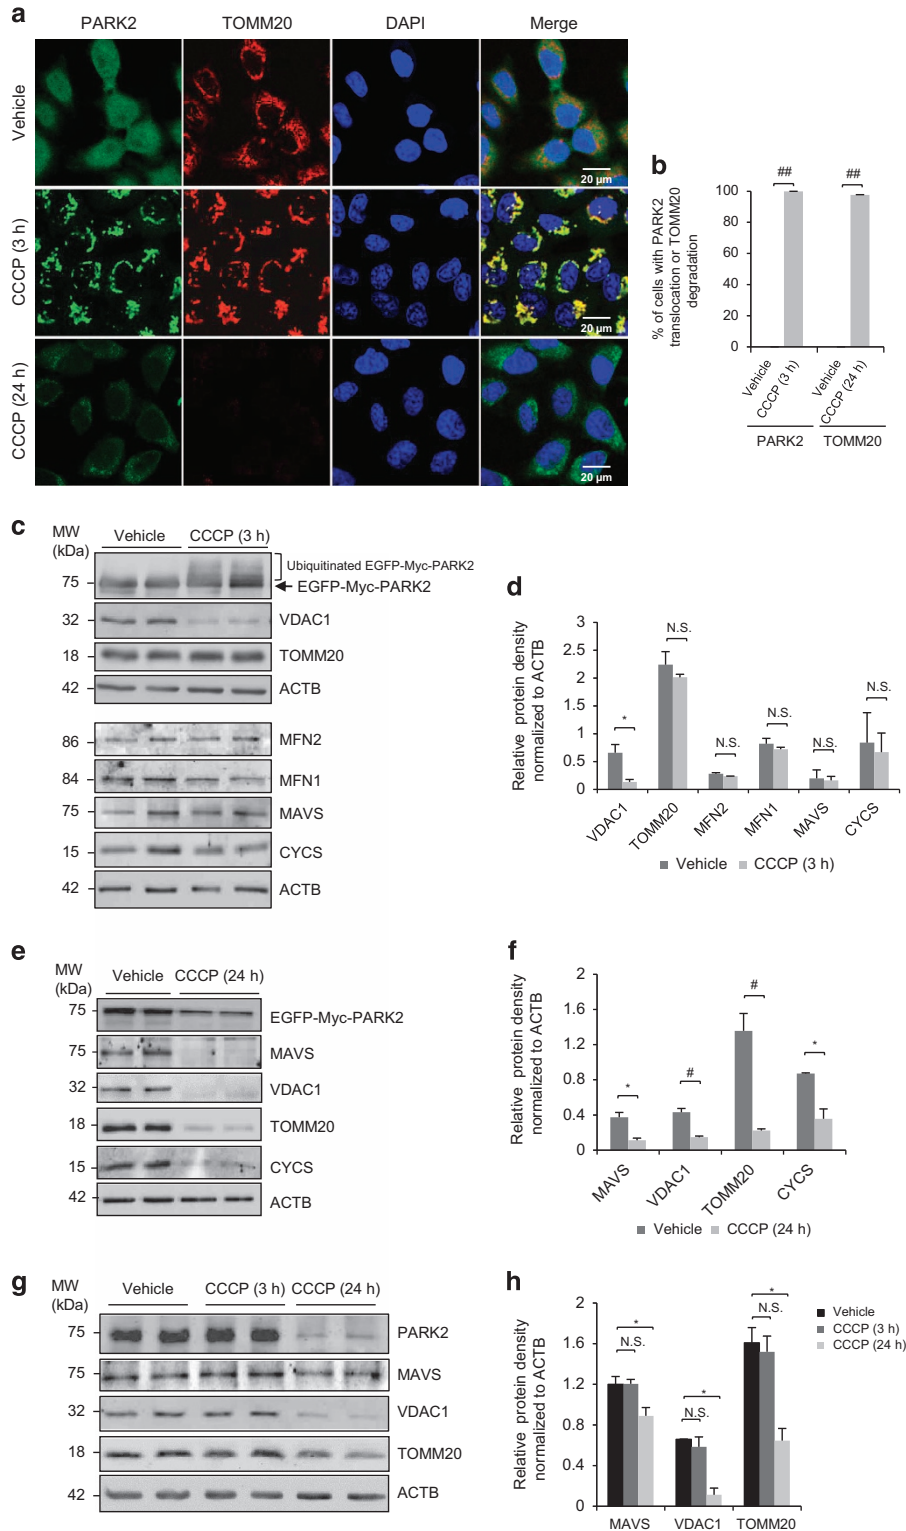 a
PARK2 TOMM20 DAPI Merge
Vehicle
20 µm
CCCP (3 h)
20 µm
CCCP (24 h)
20 µm
b
% of cells with PARK2
translocation or TOMM20
degradation
## ##
100
80
60
40
20
0
Vehicle CCCP (3 h) Vehicle CCCP (24 h)
PARK2 TOMM20
c
MW
(kDa)
Vehicle CCCP (3 h)
Ubiquitinated EGFP-Myc-PARK2
75 EGFP-Myc-PARK2
32 VDAC1
18 TOMM20
42 ACTB
86 MFN2
84 MFN1
75 MAVS
15 CYCS
42 ACTB
d
Relative protein density
normalized to ACTB
3
2.5
2
1.5
1
0.5
0
* N.S. N.S. N.S. N.S. N.S.
VDAC1 TOMM20 MFN2 MFN1 MAVS CYCS
Vehicle CCCP (3 h)
e
MW
(kDa)
Vehicle CCCP (24 h)
75 EGFP-Myc-PARK2
75 MAVS
32 VDAC1
18 TOMM20
15 CYCS
42 ACTB
f
Relative protein density
normalized to ACTB
2
1.6
1.2
0.8
0.4
0
* # # *
MAVS VDAC1 TOMM20 CYCS
Vehicle CCCP (24 h)
g
MW
(kDa)
Vehicle CCCP (3 h) CCCP (24 h)
75 PARK2
75 MAVS
32 VDAC1
18 TOMM20
42 ACTB
h
Relative protein density
normalized to ACTB
2
1.6
1.2
0.8
0.4
0
* * *
N.S. N.S. N.S.
MAVS VDAC1 TOMM20
Vehicle
CCCP (3 h)
CCCP (24 h)